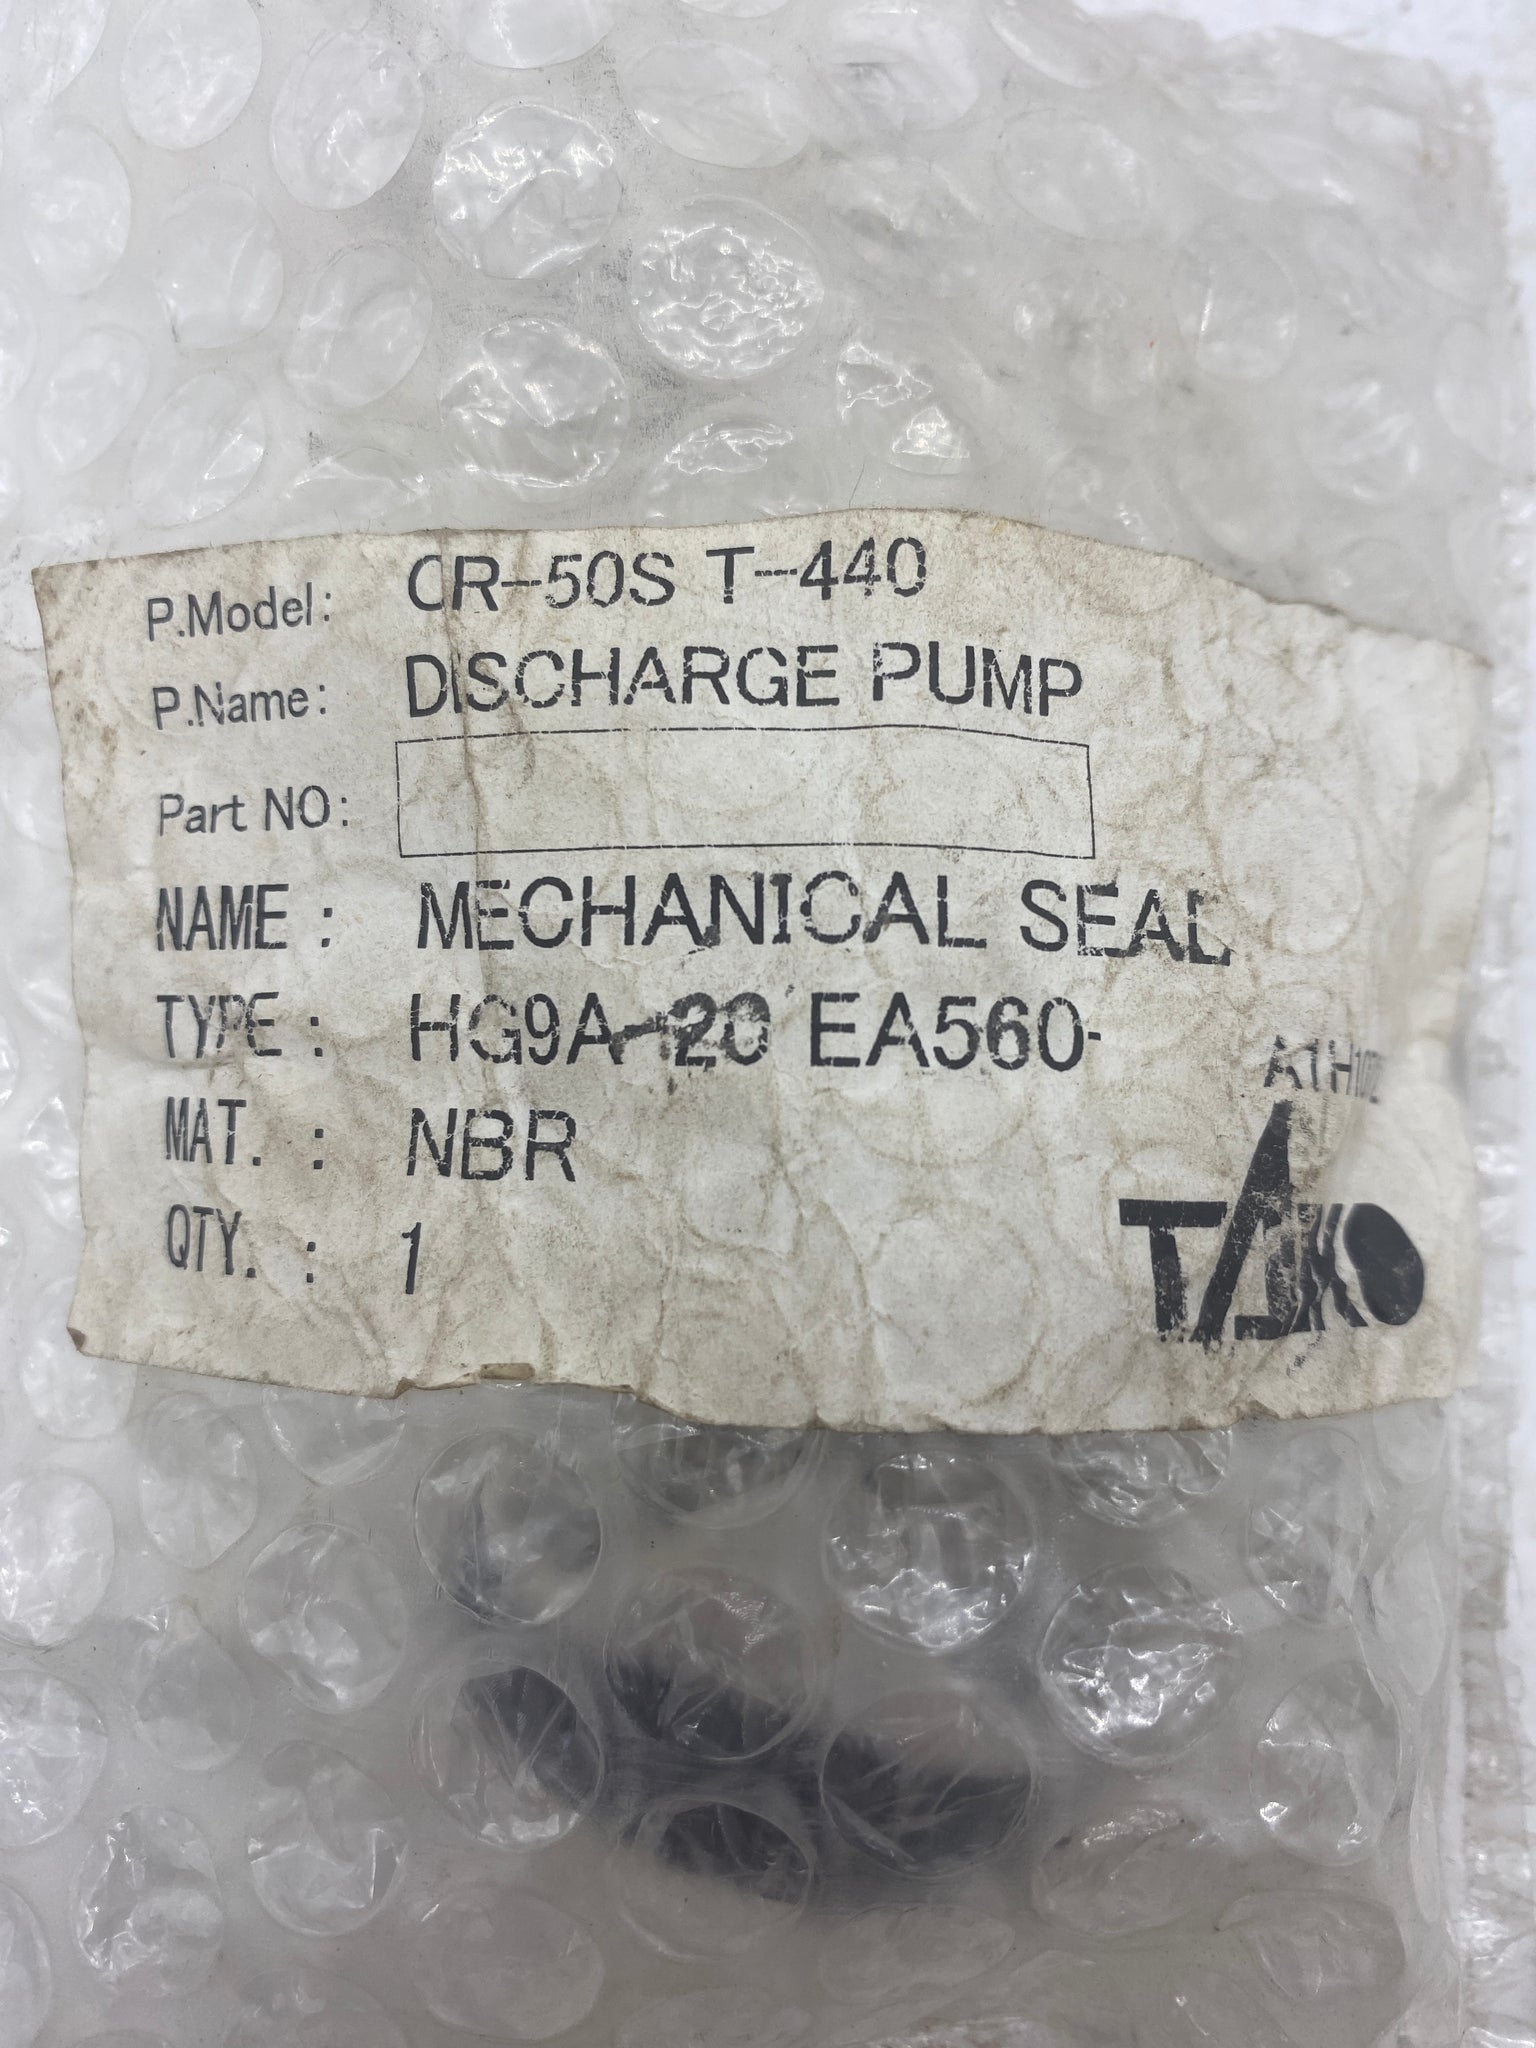 P.Model: CR-50S T-440
P.Name: DISCHARGE PUMP
Part NO:
NAME : MECHANICAL SEAL
TYPE : HG9A-20 EA560-
MAT. : NBR
QTY. : 1
TAIKO